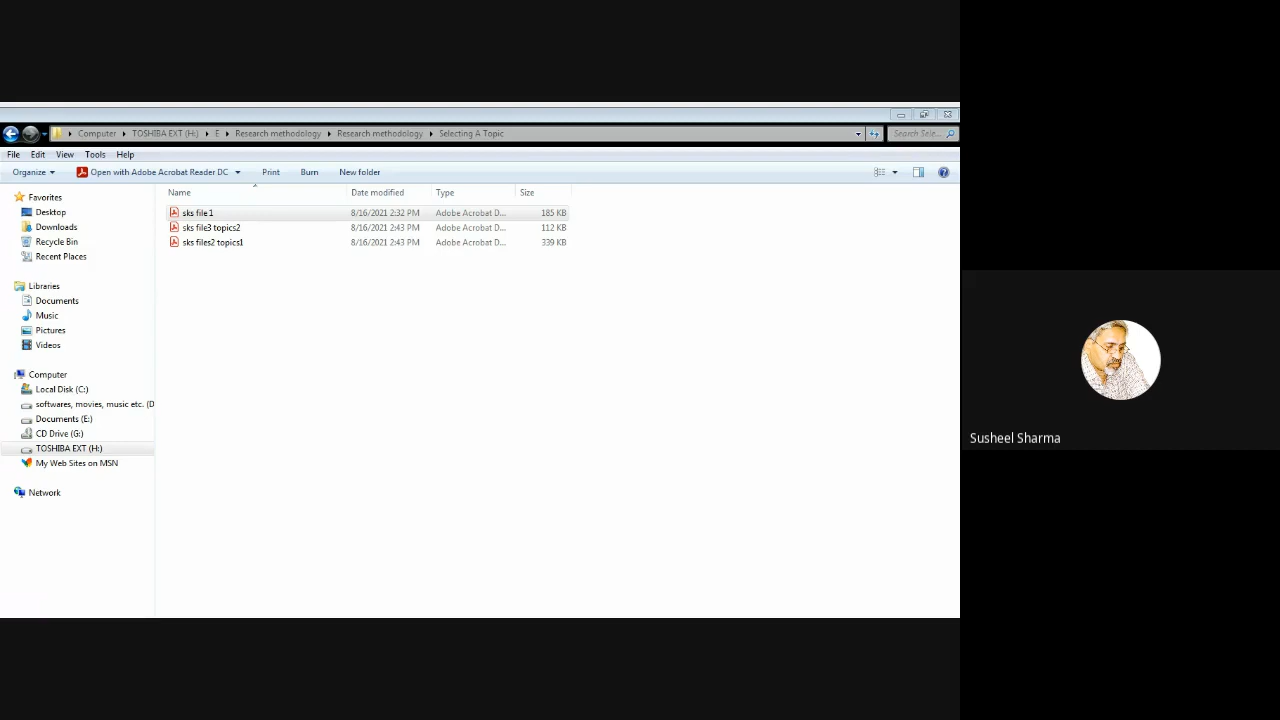 Computer TOSHIBA EXT (H:) E Research methodology Research methodology Selecting A Topic Search Sele...
File Edit View Tools Help
Organize Open with Adobe Acrobat Reader DC Print Burn New folder
Name Date modified Type Size
sks file 1 8/16/2021 2:32 PM Adobe Acrobat D... 185 KB
sks file3 topics2 8/16/2021 2:43 PM Adobe Acrobat D... 112 KB
sks files2 topics1 8/16/2021 2:43 PM Adobe Acrobat D... 339 KB
Favorites
Desktop
Downloads
Recycle Bin
Recent Places
Libraries
Documents
Music
Pictures
Videos
Computer
Local Disk (C:)
softwares, movies, music etc. (D
Documents (E:)
CD Drive (G:)
TOSHIBA EXT (H:)
My Web Sites on MSN
Network
Susheel Sharma